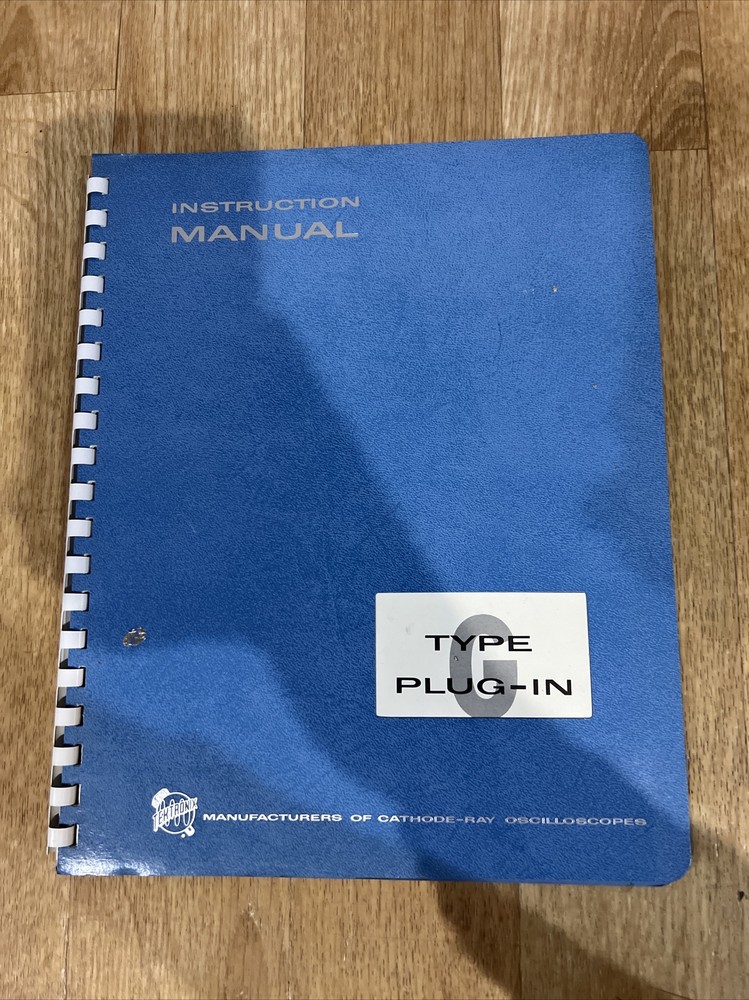 INSTRUCTION
MANUAL
G
TYPE
PLUG-IN
TEKTRONIX
MANUFACTURERS OF CATHODE-RAY OSCILLOSCOPES